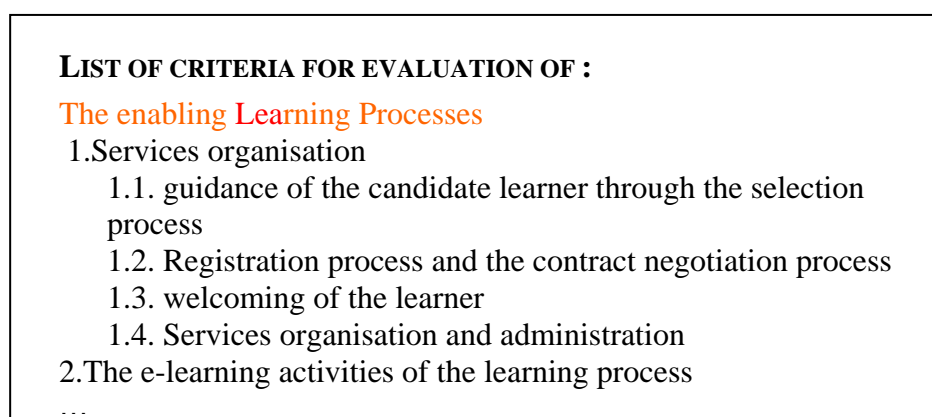 LIST OF CRITERIA FOR EVALUATION OF :
The enabling Learning Processes
1.Services organisation
1.1. guidance of the candidate learner through the selection
process
1.2. Registration process and the contract negotiation process
1.3. welcoming of the learner
1.4. Services organisation and administration
2.The e-learning activities of the learning process
…